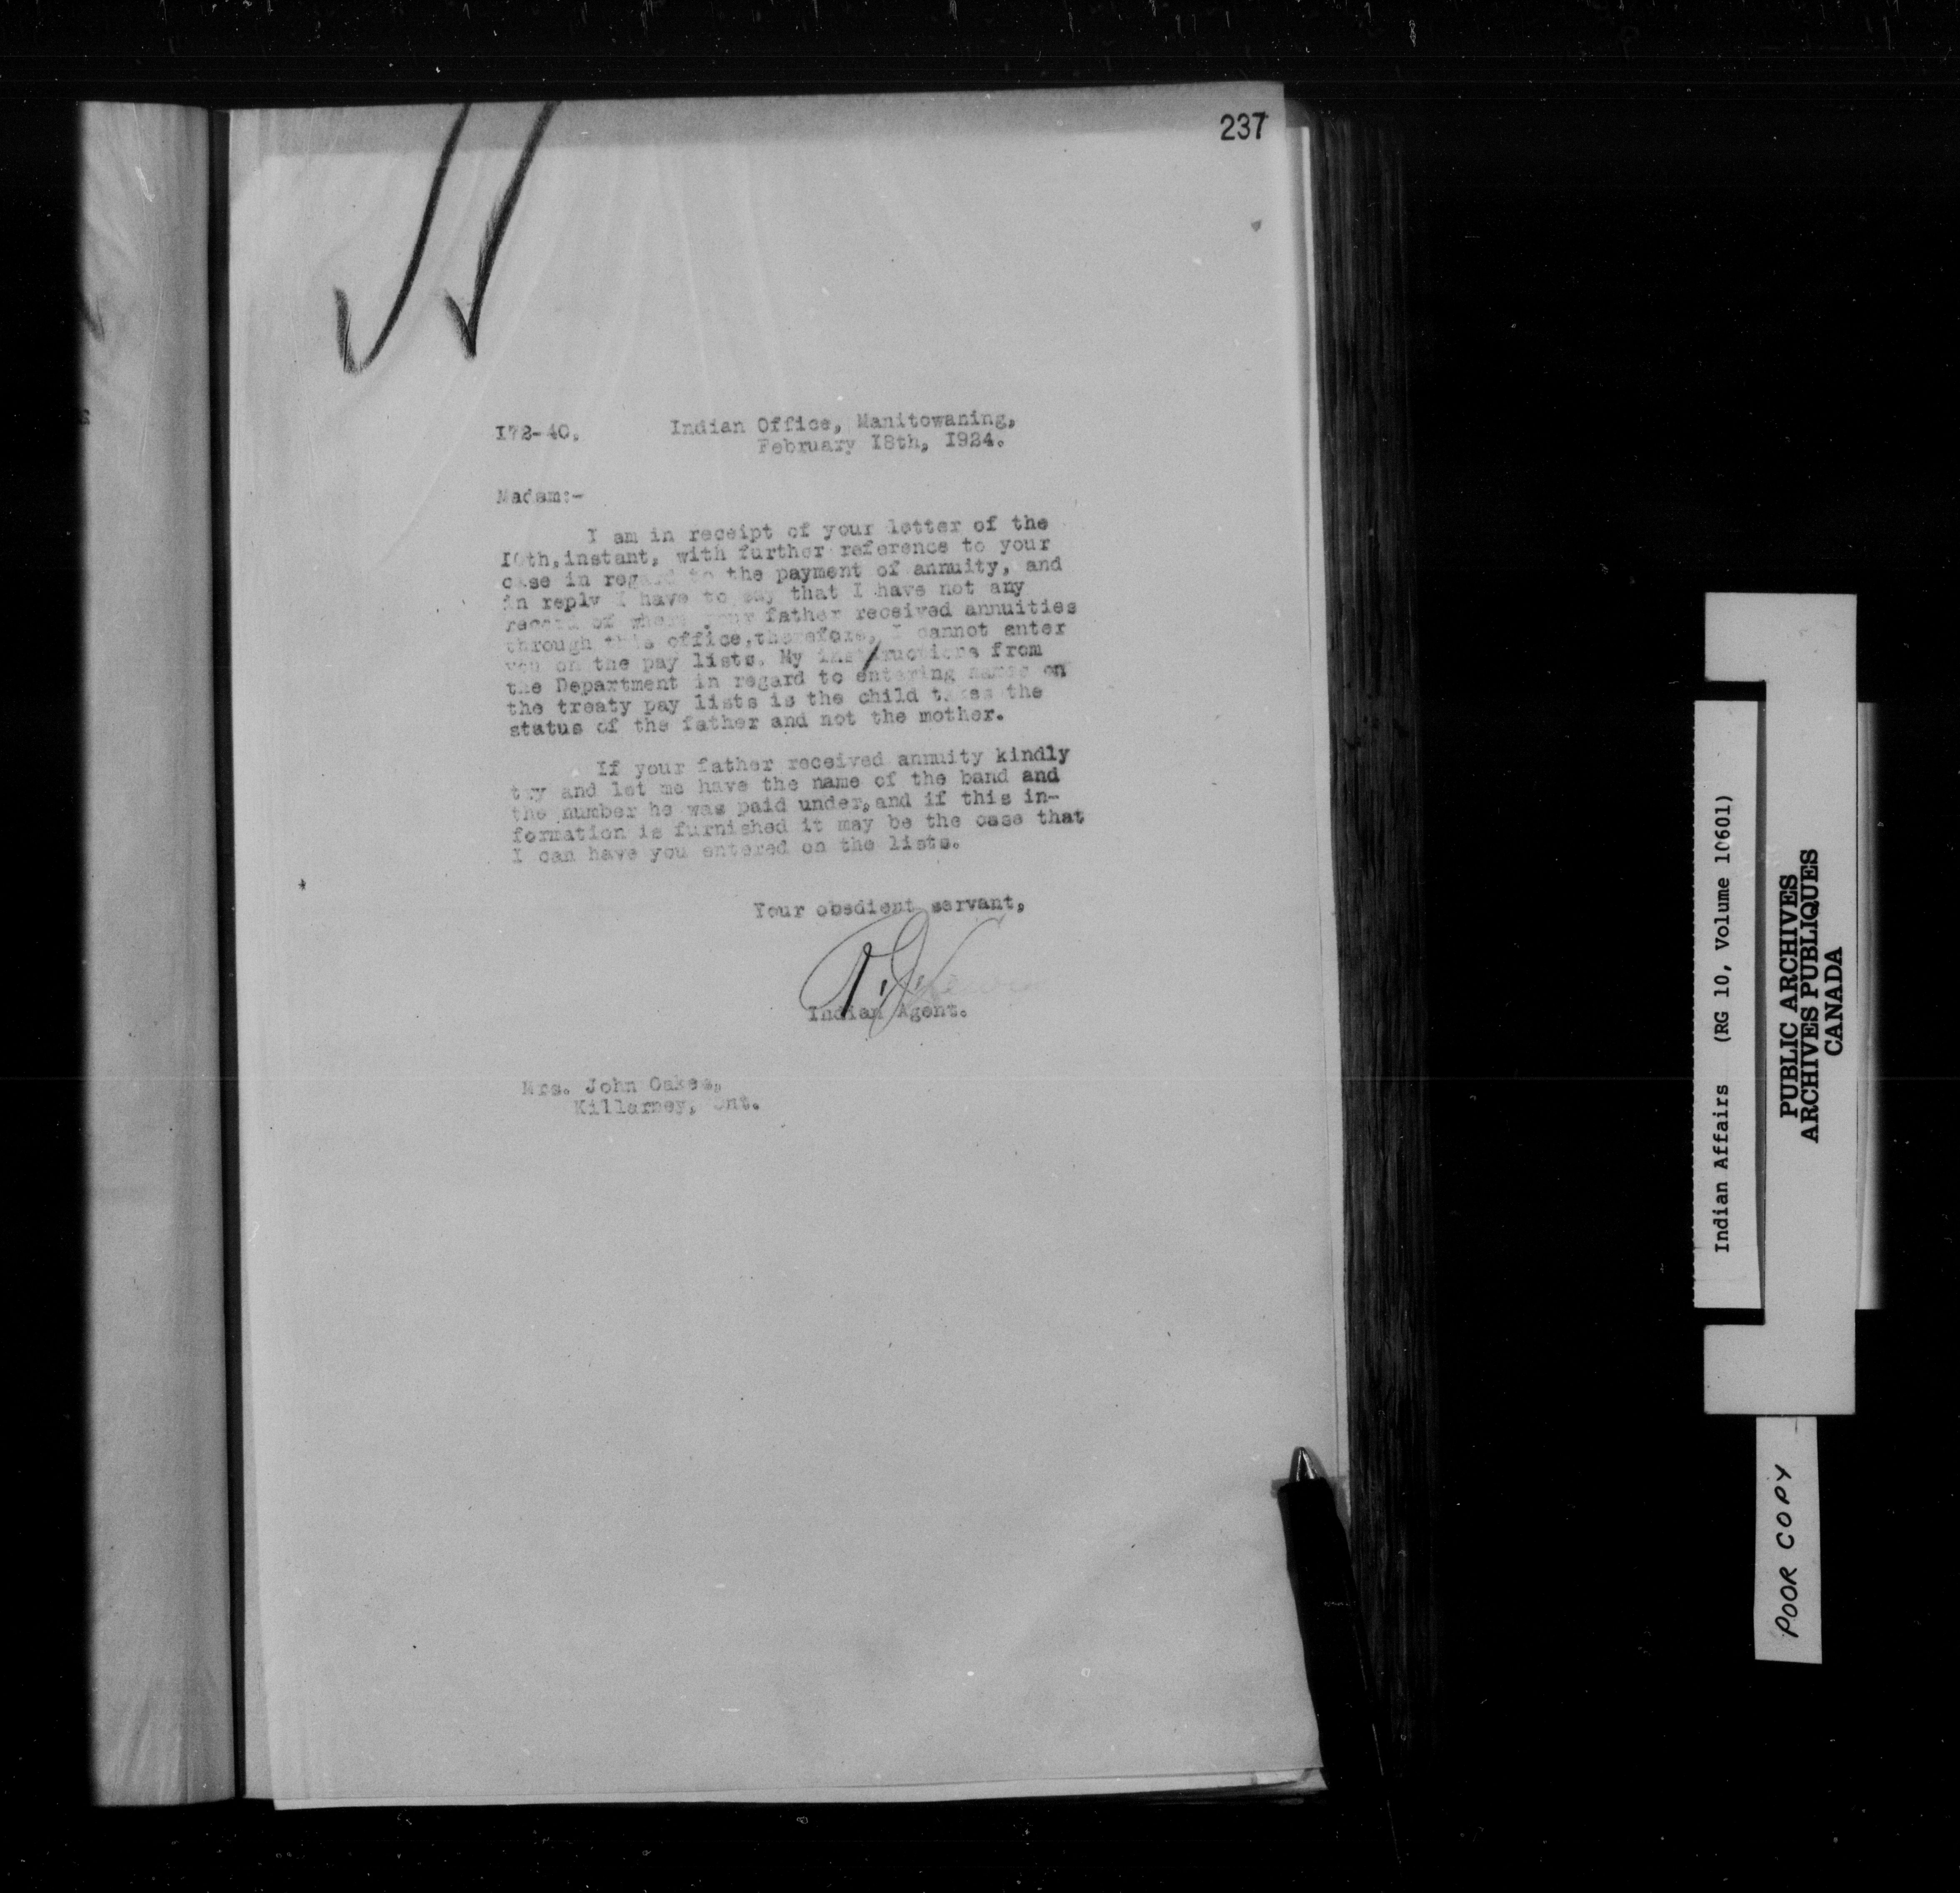 237
172-40. Indian Office, Manitowaning,
February 18th, 1924.
Madam:-
I am in receipt of your letter of the
10th, instant, with further reference to your
case in regard to the payment of annuity, and
in reply I have to say that I have not any
record of where your father received annuities
through this office, therefore, I cannot enter
you on the pay lists. My instructions from
the Department in regard to entering names on
the treaty pay lists is the child takes the
status of the father and not the mother.
If your father received annuity kindly
try and let me have the name of the band and
the number he was paid under, and if this in-
formation is furnished it may be the case that
I can have you entered on the lists.
Your obedient servant,
Indian Agent.
Mrs. John Oakes,
Killarney, Ont.
Indian Affairs (RG 10, Volume 10601)
PUBLIC ARCHIVES
ARCHIVES PUBLIQUES
CANADA
POOR COPY